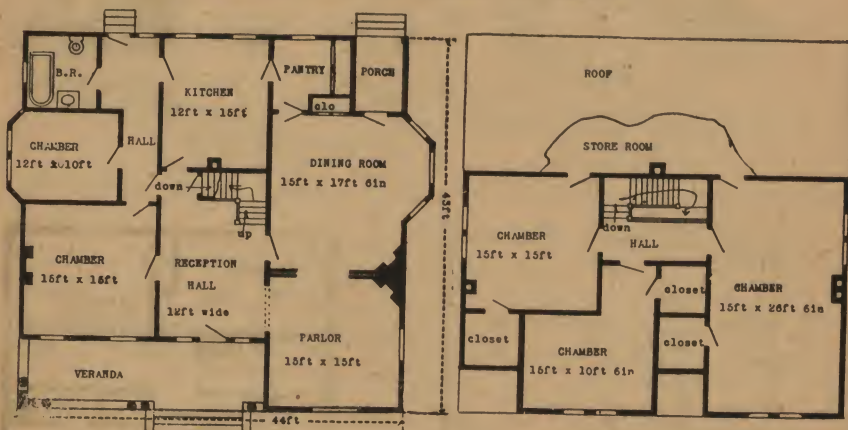 B.R.
KITCHEN
12ft x 15ft
PANTRY
PORCH
clo
HALL
CHAMBER
12ft x 10ft
DINING ROOM
15ft x 17ft 6in
down
up
CHAMBER
15ft x 15ft
RECEPTION
HALL
12ft wide
PARLOR
15ft x 15ft
VERANDA
44ft
43ft
ROOF
STORE ROOM
CHAMBER
15ft x 15ft
down
HALL
closet
CHAMBER
15ft x 26ft 6in
closet
closet
CHAMBER
15ft x 10ft 6in